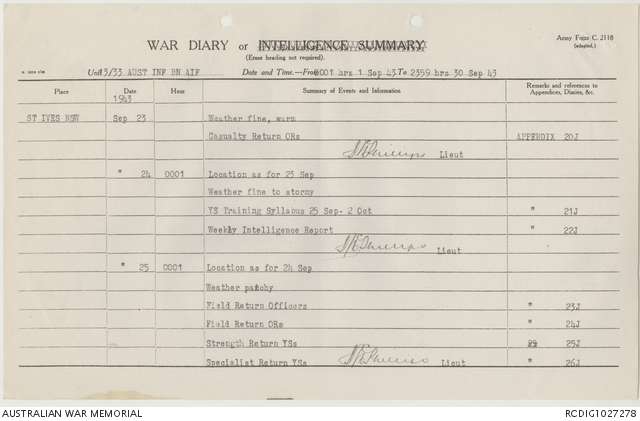 WAR DIARY or INTELLIGENCE SUMMARY
(Erase heading not required).
Army Form C. 2118
(adapted.)
Unit 3/33 AUST INF BN AIF Date and Time.—From 0001 hrs 1 Sep 43 To 2359 hrs 30 Sep 43
Place Date Hour Summary of Events and Information Remarks and references to Appendices, Diaries, &c.
1943
ST IVES NSW Sep 23 Weather fine, warm
Casualty Return ORs APPENDIX 20J
Lieut
" 24 0001 Location as for 23 Sep
Weather fine to stormy
YS Training Syllabus 25 Sep- 2 Oct " 21J
Weekly Intelligence Report " 22J
Lieut
" 25 0001 Location as for 24 Sep
Weather patchy
Field Return Officers " 23J
Field Return ORs " 24J
Strength Return YSs 25J
Specialist Return YSs Lieut " 26J
AUSTRALIAN WAR MEMORIAL RCDIG1027278